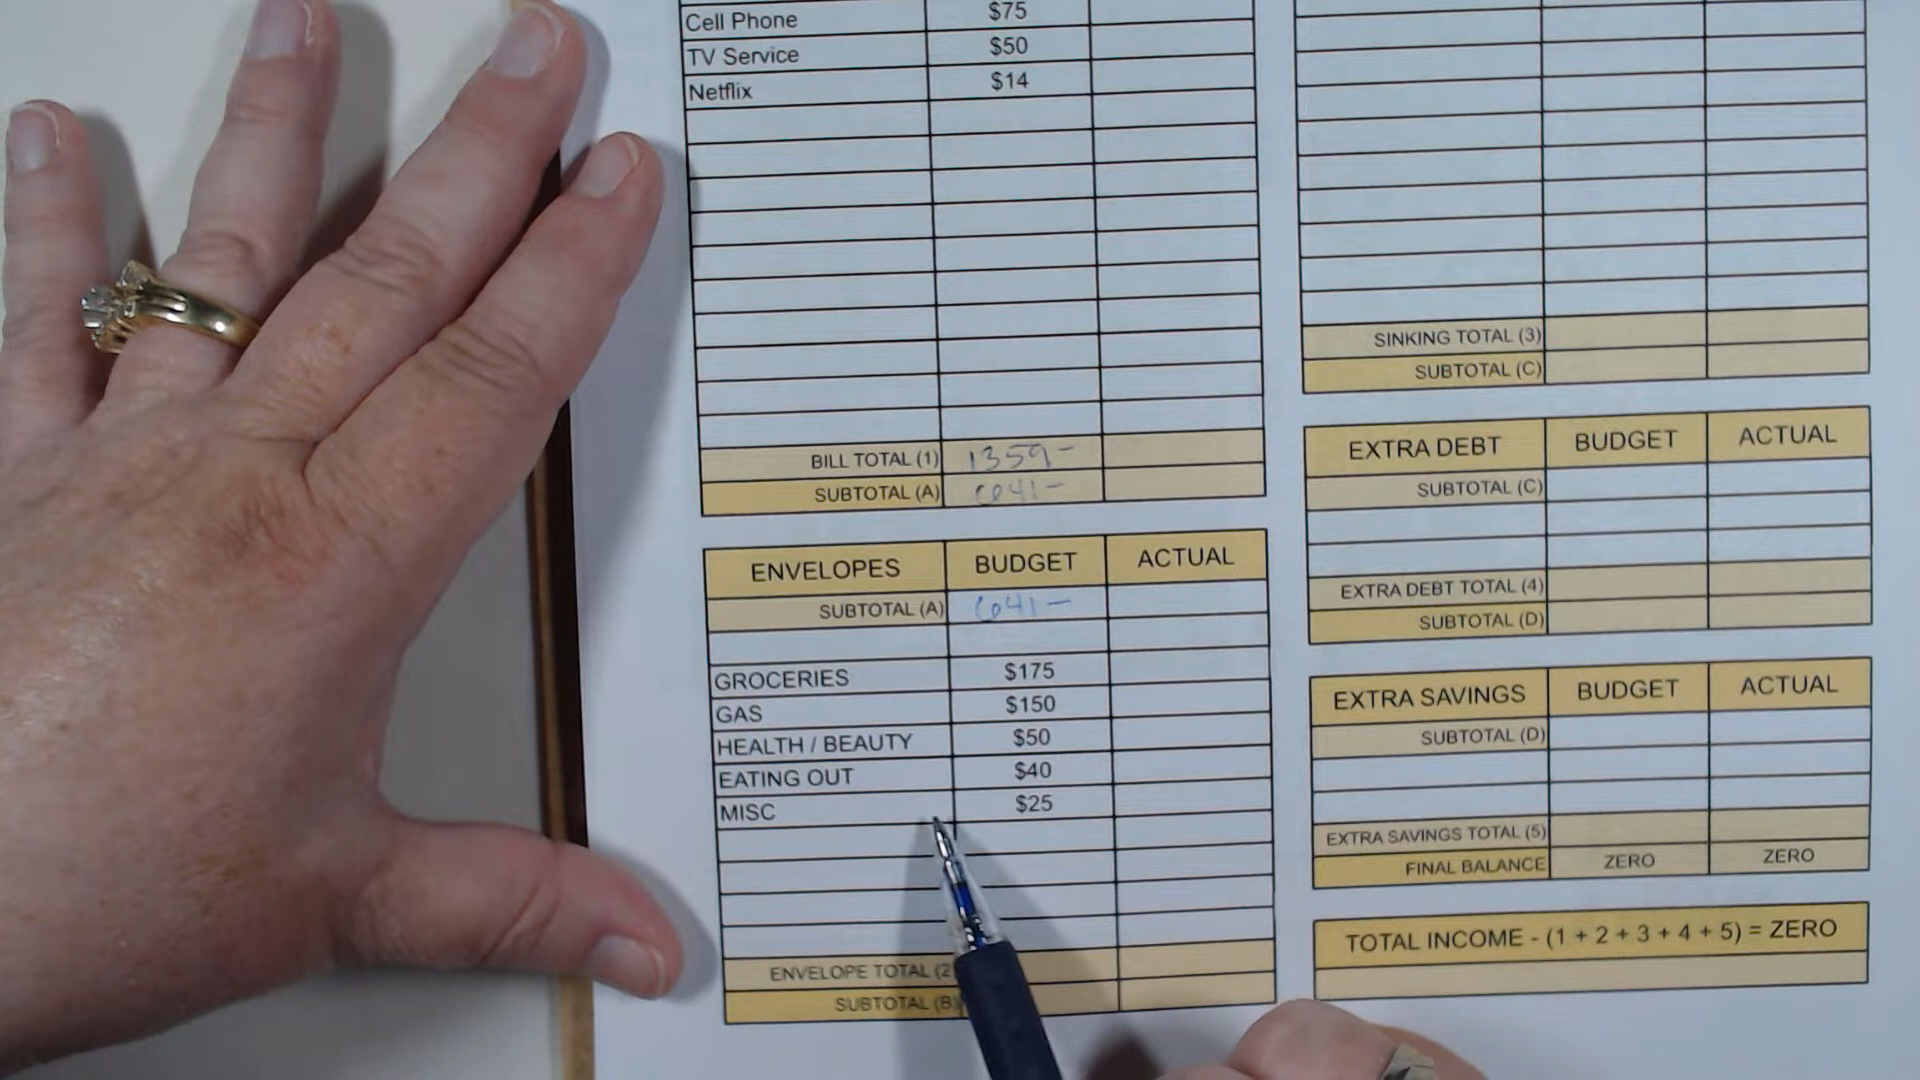 Cell Phone $75
TV Service $50
Netflix $14
BILL TOTAL (1) 1359-
SUBTOTAL (A) 641-
ENVELOPES BUDGET ACTUAL
SUBTOTAL (A) 641-
GROCERIES $175
GAS $150
HEALTH / BEAUTY $50
EATING OUT $40
MISC $25
ENVELOPE TOTAL (2
SUBTOTAL (B)
SINKING TOTAL (3)
SUBTOTAL (C)
EXTRA DEBT BUDGET ACTUAL
SUBTOTAL (C)
EXTRA DEBT TOTAL (4)
SUBTOTAL (D)
EXTRA SAVINGS BUDGET ACTUAL
SUBTOTAL (D)
EXTRA SAVINGS TOTAL (5)
FINAL BALANCE ZERO ZERO
TOTAL INCOME - (1 + 2 + 3 + 4 + 5) = ZERO